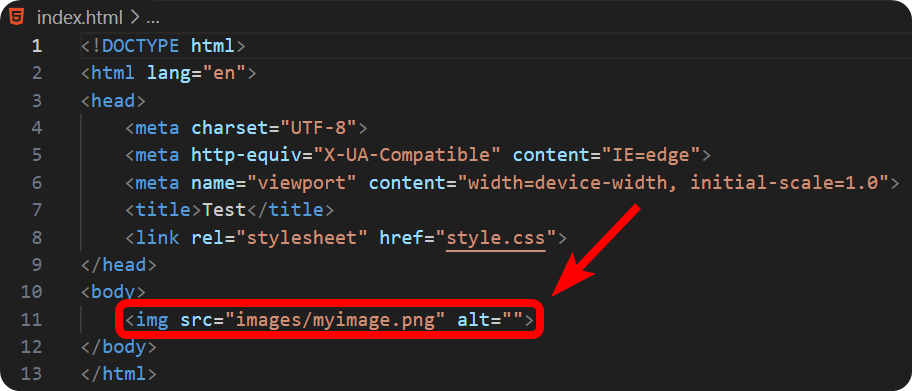 index.html > ...
1 <!DOCTYPE html>
2 <html lang="en">
3 <head>
4     <meta charset="UTF-8">
5     <meta http-equiv="X-UA-Compatible" content="IE=edge">
6     <meta name="viewport" content="width=device-width, initial-scale=1.0">
7     <title>Test</title>
8     <link rel="stylesheet" href="style.css">
9 </head>
10 <body>
11     <img src="images/myimage.png" alt="">
12 </body>
13 </html>